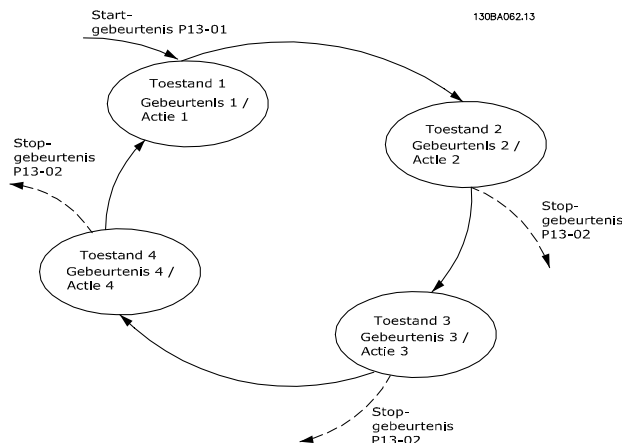 Start-
gebeurtenis P13-01
130BA062.13
Toestand 1
Gebeurtenis 1 /
Actie 1
Toestand 2
Gebeurtenis 2 /
Actie 2
Stop-
gebeurtenis
P13-02
Stop-
gebeurtenis
P13-02
Toestand 4
Gebeurtenis 4 /
Actie 4
Toestand 3
Gebeurtenis 3 /
Actie 3
Stop-
gebeurtenis
P13-02